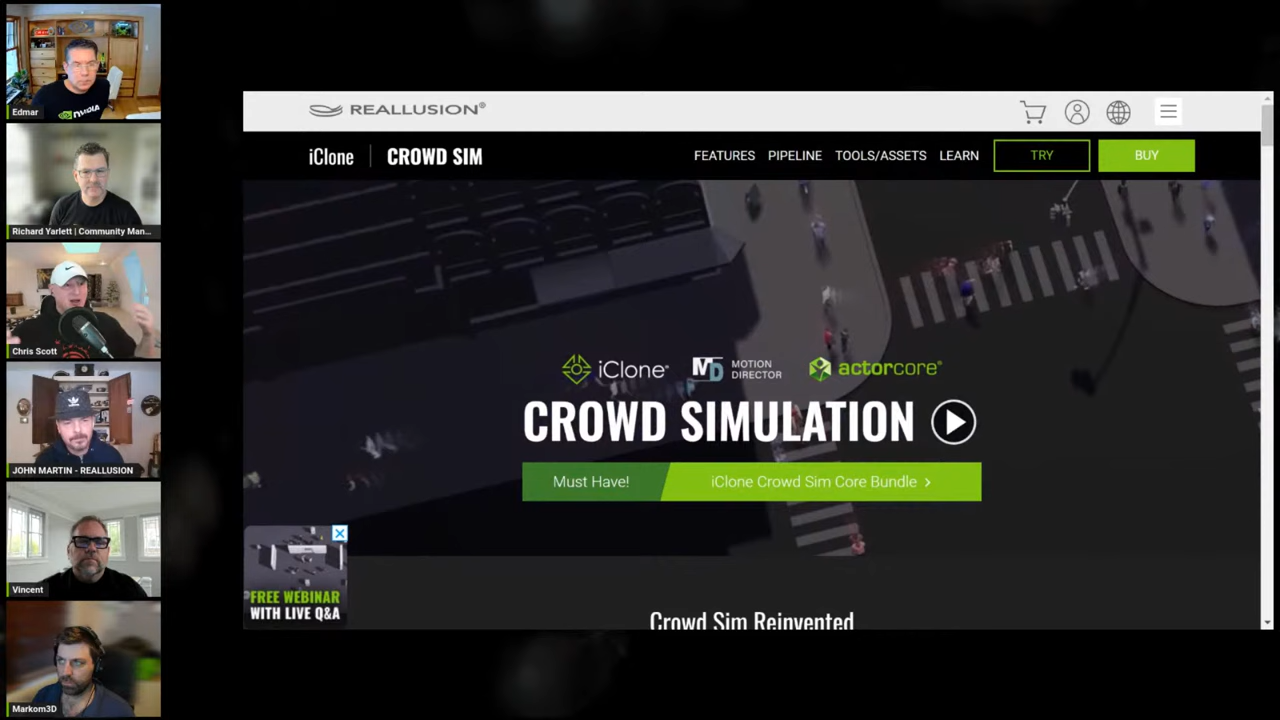 NVIDIA
Edmar
Richard Yarlett | Community Man...
Chris Scott
JOHN MARTIN - REALLUSION
Vincent
Markom3D
REALLUSION®
iClone | CROWD SIM
FEATURES PIPELINE TOOLS/ASSETS LEARN TRY BUY
iClone® MD MOTION DIRECTOR actorcore®
CROWD SIMULATION
Must Have! iClone Crowd Sim Core Bundle >
FREE WEBINAR
WITH LIVE Q&A
Crowd Sim Reinvented